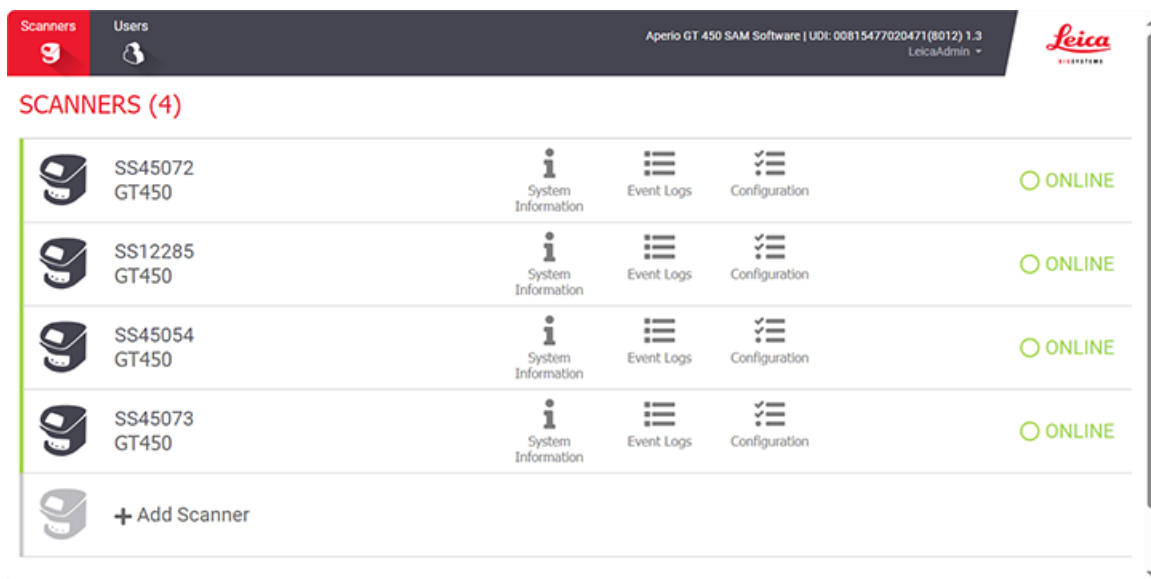 Scanners
Users
Aperio GT 450 SAM Software | UDI: 00815477020471(8012) 1.3
LeicaAdmin
Leica
BIOSYSTEMS
SCANNERS (4)
SS45072
GT450
System
Information
Event Logs
Configuration
ONLINE
SS12285
GT450
System
Information
Event Logs
Configuration
ONLINE
SS45054
GT450
System
Information
Event Logs
Configuration
ONLINE
SS45073
GT450
System
Information
Event Logs
Configuration
ONLINE
+ Add Scanner